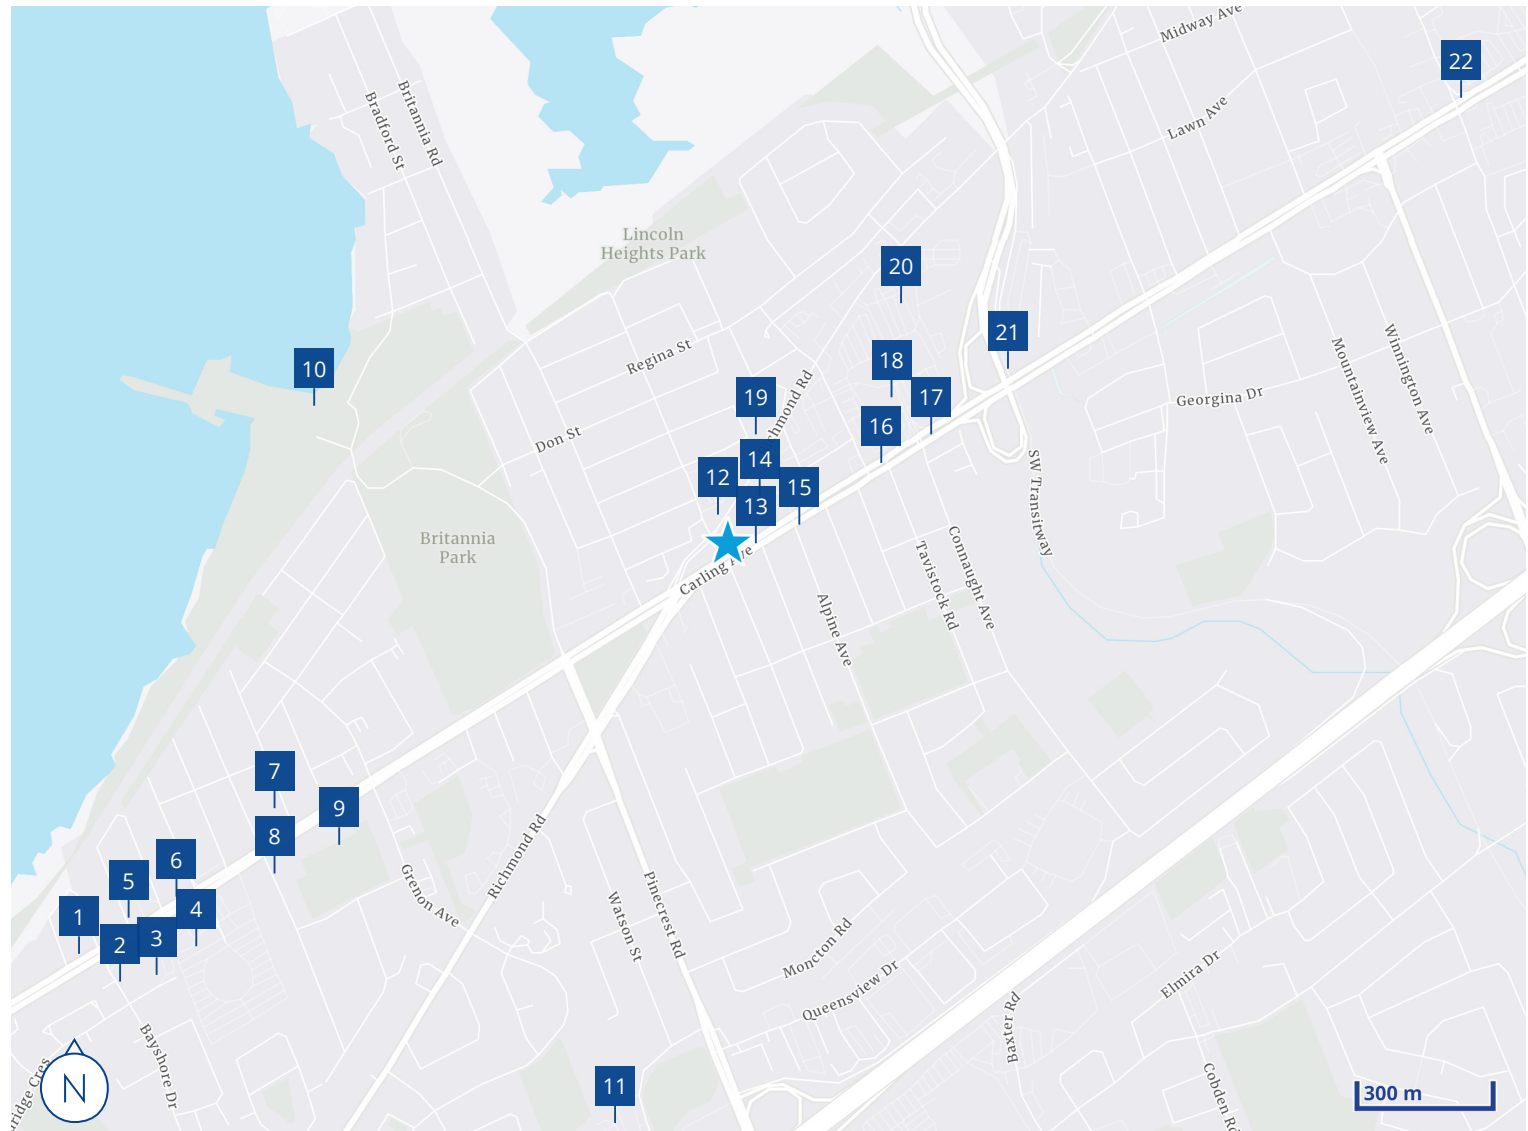 Midway Ave
22
Lawn Ave
Britannia Rd
Bradford St
Lincoln
Heights Park
20
21
10
Regina St
18
17
19
Georgina Dr
Mountainview Ave
Winnington Ave
16
Don St
14
12
15
13
SW Transitway
Britannia
Park
Carling Ave
Tavistock Rd
Connaught Ave
Alpine Ave
7
9
8
6
5
4
1
3
2
Richmond Rd
Grenon Ave
Watson St
Pinecrest Rd
Moncton Rd
Queensview Dr
Elmira Dr
Baxter Rd
Bayshore Dr
N
11
Cobden Rd
300 m